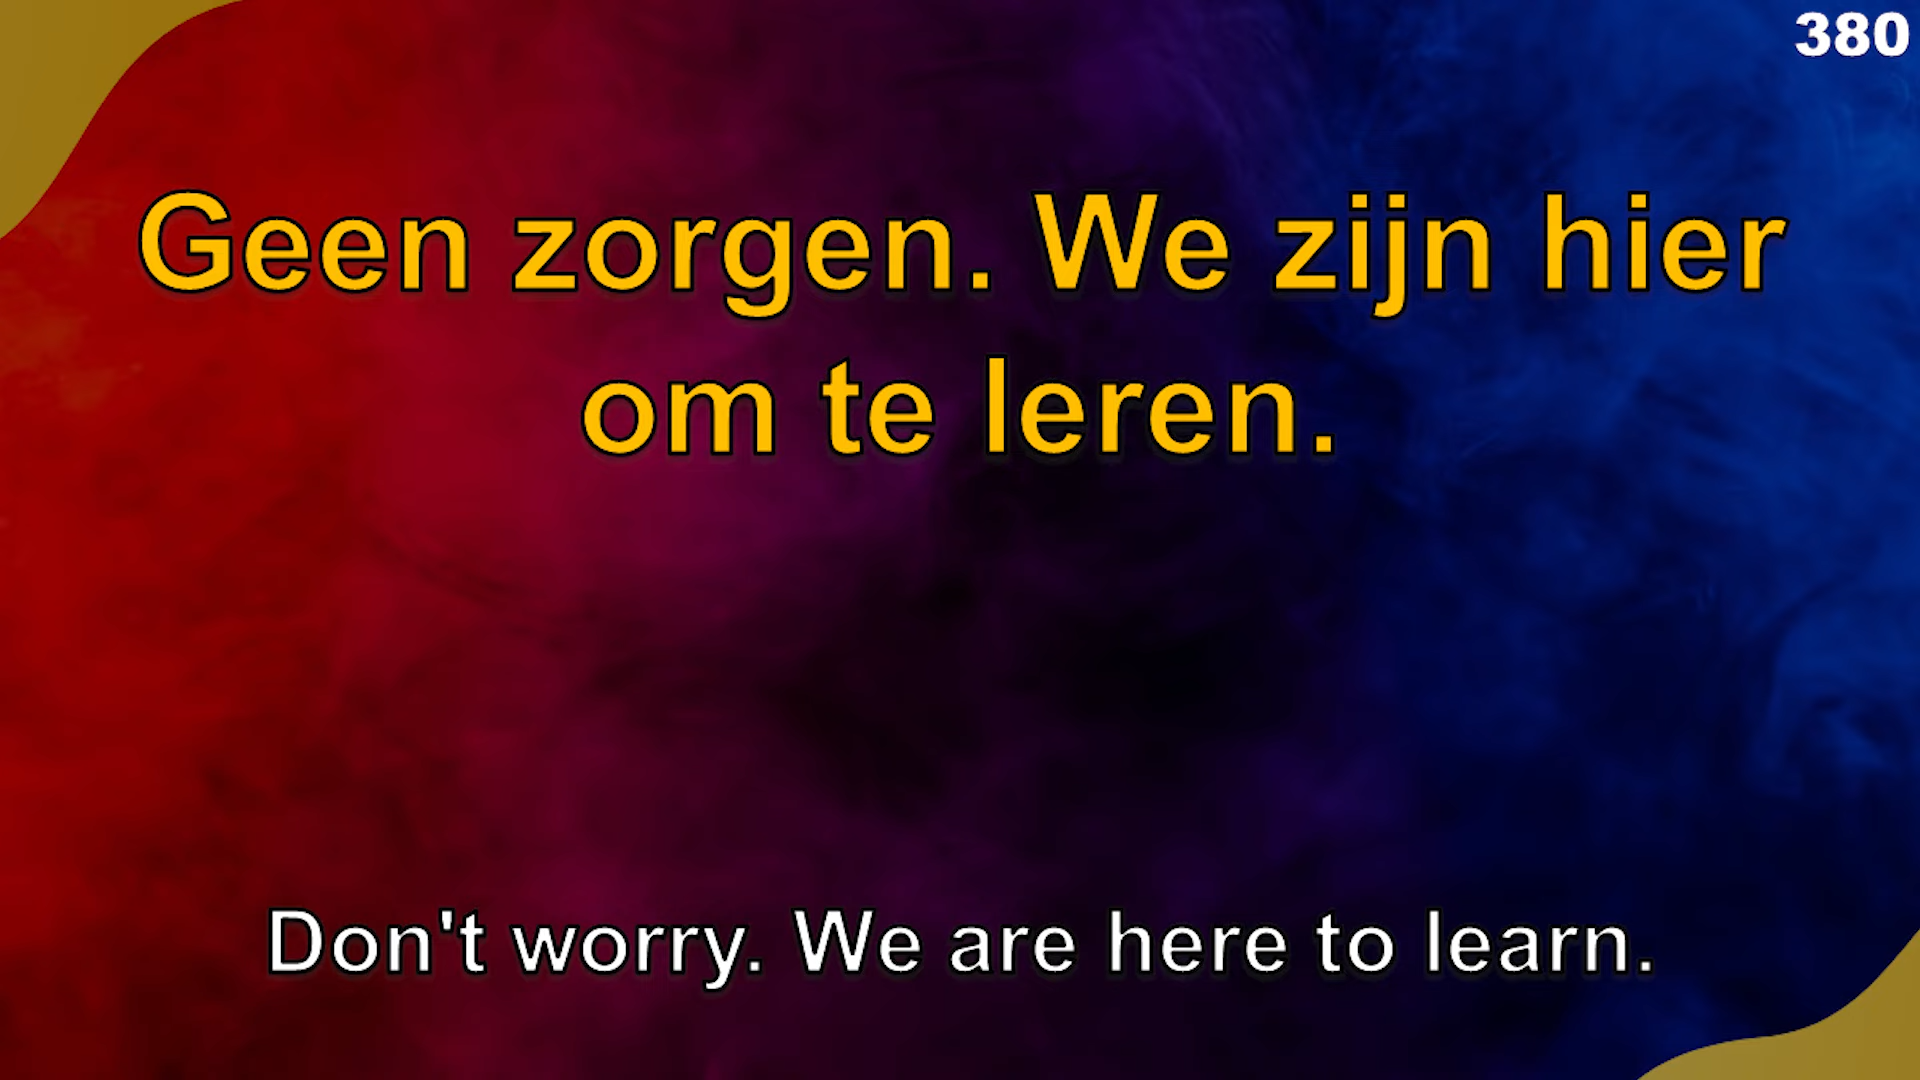 380
Geen zorgen. We zijn hier
om te leren.
Don't worry. We are here to learn.